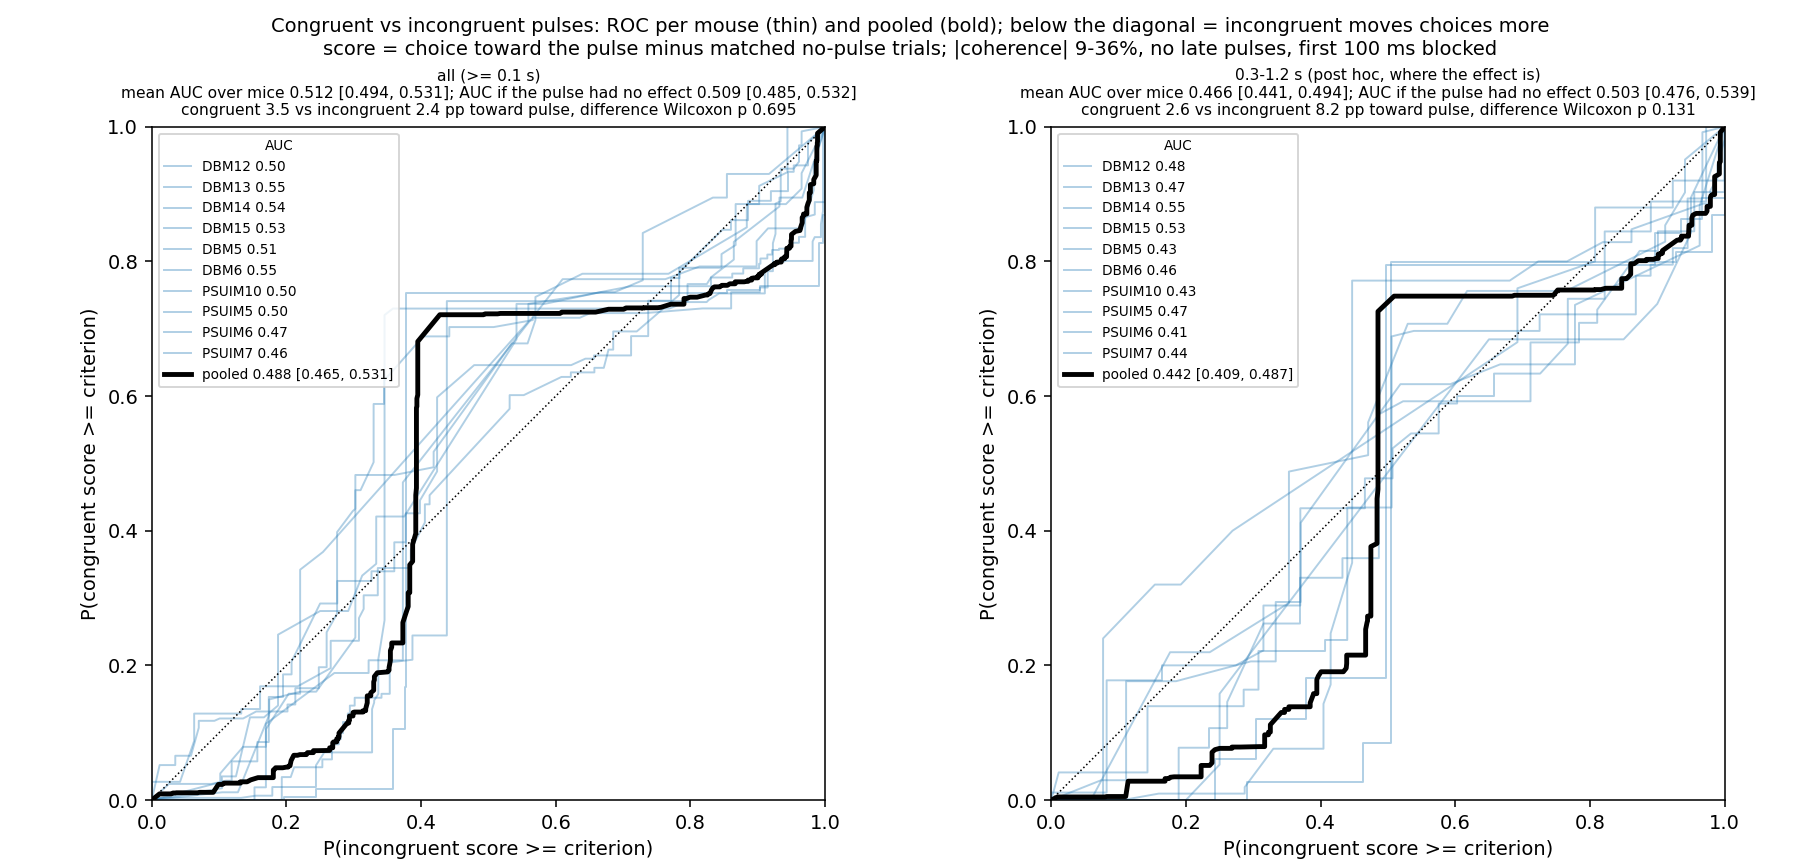 Congruent vs incongruent pulses: ROC per mouse (thin) and pooled (bold); below the diagonal = incongruent moves choices more
score = choice toward the pulse minus matched no-pulse trials; |coherence| 9-36%, no late pulses, first 100 ms blocked
all (>= 0.1 s)
mean AUC over mice 0.512 [0.494, 0.531]; AUC if the pulse had no effect 0.509 [0.485, 0.532]
congruent 3.5 vs incongruent 2.4 pp toward pulse, difference Wilcoxon p 0.695
1.0
0.8
0.6
0.4
0.2
0.0
P(congruent score >= criterion)
AUC
DBM12 0.50
DBM13 0.55
DBM14 0.54
DBM15 0.53
DBM5 0.51
DBM6 0.55
PSUIM10 0.50
PSUIM5 0.50
PSUIM6 0.47
PSUIM7 0.46
pooled 0.488 [0.465, 0.531]
0.0 0.2 0.4 0.6 0.8 1.0
P(incongruent score >= criterion)
0.3-1.2 s (post hoc, where the effect is)
mean AUC over mice 0.466 [0.441, 0.494]; AUC if the pulse had no effect 0.503 [0.476, 0.539]
congruent 2.6 vs incongruent 8.2 pp toward pulse, difference Wilcoxon p 0.131
1.0
0.8
0.6
0.4
0.2
0.0
P(congruent score >= criterion)
AUC
DBM12 0.48
DBM13 0.47
DBM14 0.55
DBM15 0.53
DBM5 0.43
DBM6 0.46
PSUIM10 0.43
PSUIM5 0.47
PSUIM6 0.41
PSUIM7 0.44
pooled 0.442 [0.409, 0.487]
0.0 0.2 0.4 0.6 0.8 1.0
P(incongruent score >= criterion)